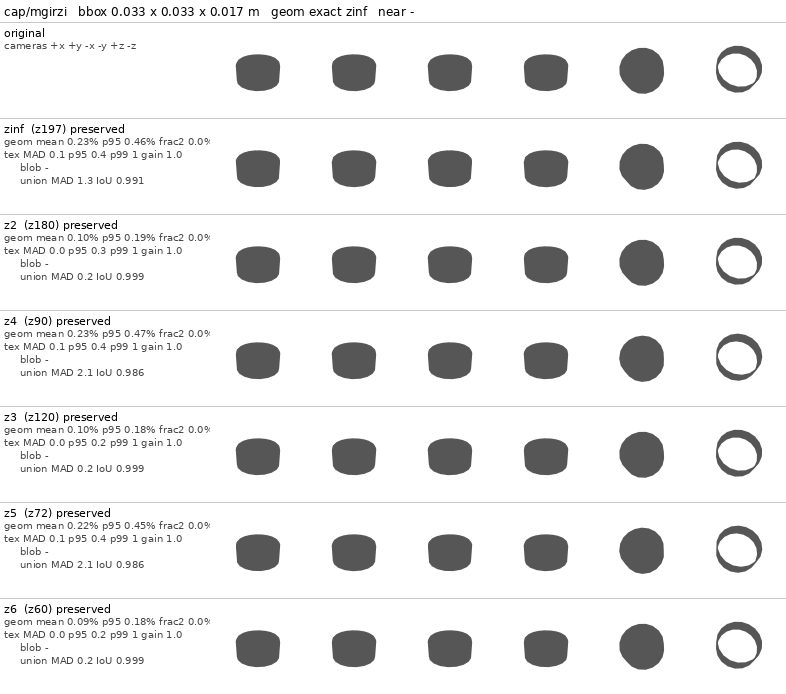 cap/mgirzi   bbox 0.033 x 0.033 x 0.017 m   geom exact zinf   near -
original
cameras +x +y -x -y +z -z
zinf  (z197) preserved
geom mean 0.23% p95 0.46% frac2 0.0%
tex MAD 0.1 p95 0.4 p99 1 gain 1.0
blob -
union MAD 1.3 IoU 0.991
z2  (z180) preserved
geom mean 0.10% p95 0.19% frac2 0.0%
tex MAD 0.0 p95 0.3 p99 1 gain 1.0
blob -
union MAD 0.2 IoU 0.999
z4  (z90) preserved
geom mean 0.23% p95 0.47% frac2 0.0%
tex MAD 0.1 p95 0.4 p99 1 gain 1.0
blob -
union MAD 2.1 IoU 0.986
z3  (z120) preserved
geom mean 0.10% p95 0.18% frac2 0.0%
tex MAD 0.0 p95 0.2 p99 1 gain 1.0
blob -
union MAD 0.2 IoU 0.999
z5  (z72) preserved
geom mean 0.22% p95 0.45% frac2 0.0%
tex MAD 0.1 p95 0.4 p99 1 gain 1.0
blob -
union MAD 2.1 IoU 0.986
z6  (z60) preserved
geom mean 0.09% p95 0.18% frac2 0.0%
tex MAD 0.0 p95 0.2 p99 1 gain 1.0
blob -
union MAD 0.2 IoU 0.999